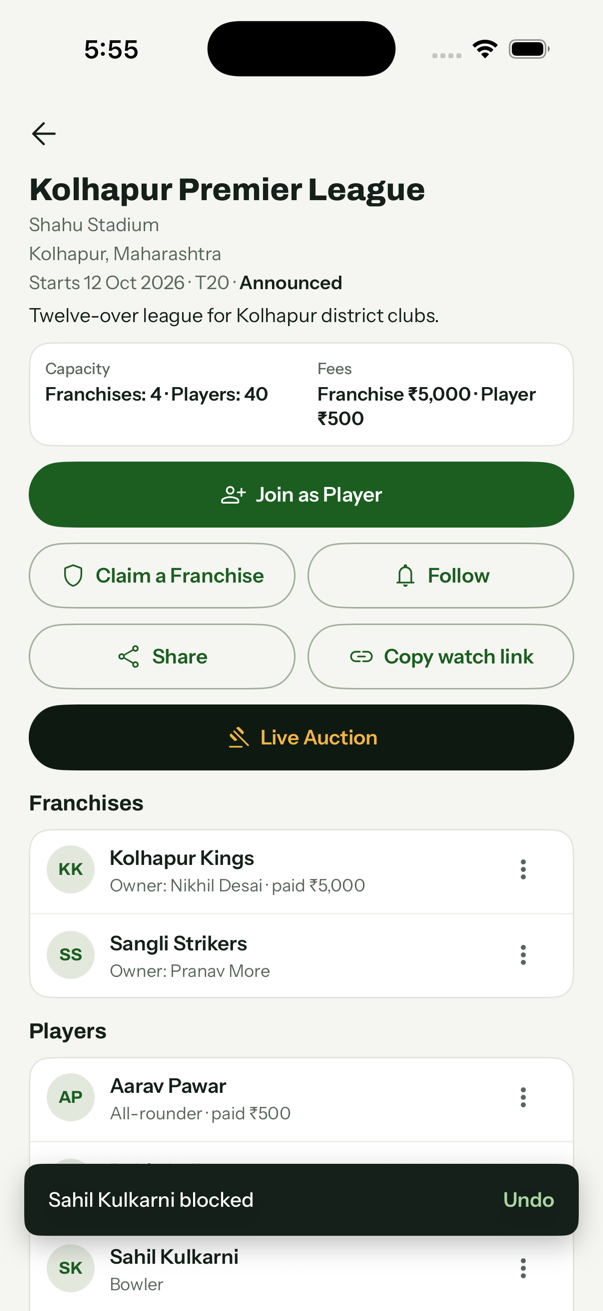 5:55
Kolhapur Premier League
Shahu Stadium
Kolhapur, Maharashtra
Starts 12 Oct 2026 · T20 · Announced
Twelve-over league for Kolhapur district clubs.
Capacity
Franchises: 4 · Players: 40
Fees
Franchise ₹5,000 · Player
₹500
Join as Player
Claim a Franchise
Follow
Share
Copy watch link
Live Auction
Franchises
KK
Kolhapur Kings
Owner: Nikhil Desai · paid ₹5,000
SS
Sangli Strikers
Owner: Pranav More
Players
AP
Aarav Pawar
All-rounder · paid ₹500
Sahil Kulkarni blocked
Undo
SK
Sahil Kulkarni
Bowler